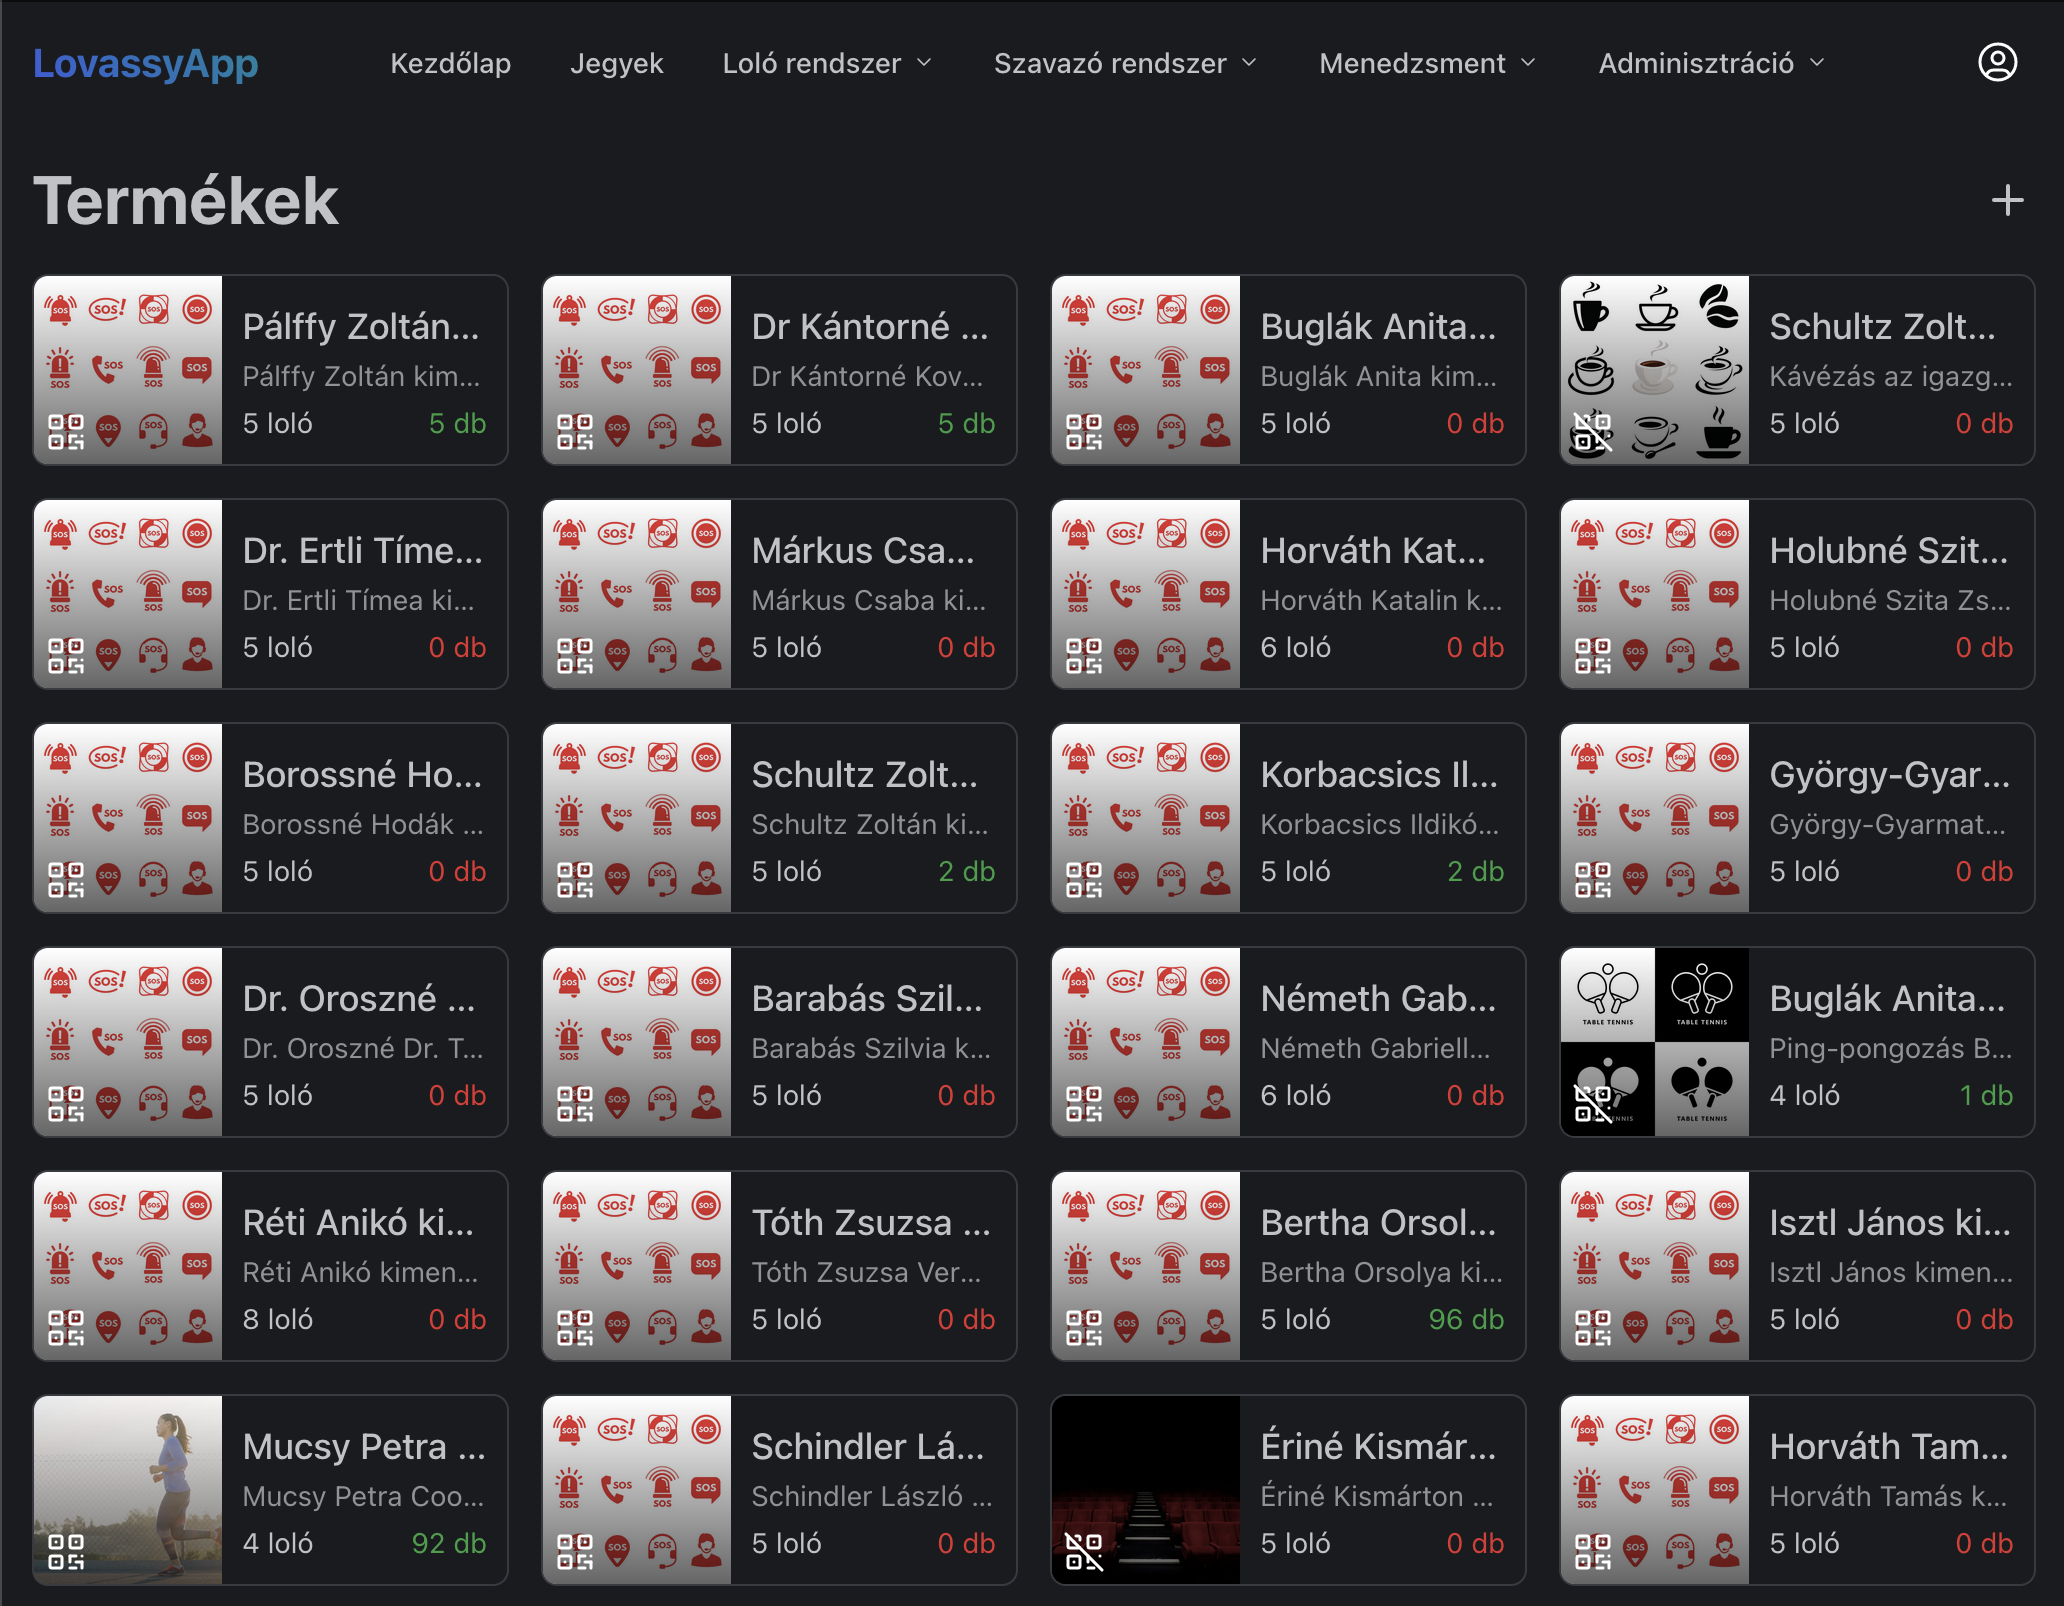 LovassyApp
Kezdőlap
Jegyek
Loló rendszer
Szavazó rendszer
Menedzsment
Adminisztráció
Termékek
Pálffy Zoltán...
Pálffy Zoltán kim...
5 loló
5 db
Dr Kántorné ...
Dr Kántorné Kov...
5 loló
5 db
Buglák Anita...
Buglák Anita kim...
5 loló
0 db
Schultz Zolt...
Kávézás az igazg...
5 loló
0 db
Dr. Ertli Tíme...
Dr. Ertli Tímea ki...
5 loló
0 db
Márkus Csa...
Márkus Csaba ki...
5 loló
0 db
Horváth Kat...
Horváth Katalin k...
6 loló
0 db
Holubné Szit...
Holubné Szita Zs...
5 loló
0 db
Borossné Ho...
Borossné Hodák ...
5 loló
0 db
Schultz Zolt...
Schultz Zoltán ki...
5 loló
2 db
Korbacsics Il...
Korbacsics Ildikó...
5 loló
2 db
György-Gyar...
György-Gyarmat...
5 loló
0 db
Dr. Oroszné ...
Dr. Oroszné Dr. T...
5 loló
0 db
Barabás Szil...
Barabás Szilvia k...
5 loló
0 db
Németh Gab...
Németh Gabriell...
6 loló
0 db
TABLE TENNIS
TABLE TENNIS
TABLE TENNIS
Buglák Anita...
Ping-pongozás B...
4 loló
1 db
Réti Anikó ki...
Réti Anikó kimen...
8 loló
0 db
Tóth Zsuzsa ...
Tóth Zsuzsa Ver...
5 loló
0 db
Bertha Orsol...
Bertha Orsolya ki...
5 loló
96 db
Isztl János ki...
Isztl János kimen...
5 loló
0 db
Mucsy Petra ...
Mucsy Petra Coo...
4 loló
92 db
Schindler Lá...
Schindler László ...
5 loló
0 db
Ériné Kismár...
Ériné Kismárton ...
5 loló
0 db
Horváth Tam...
Horváth Tamás k...
5 loló
0 db